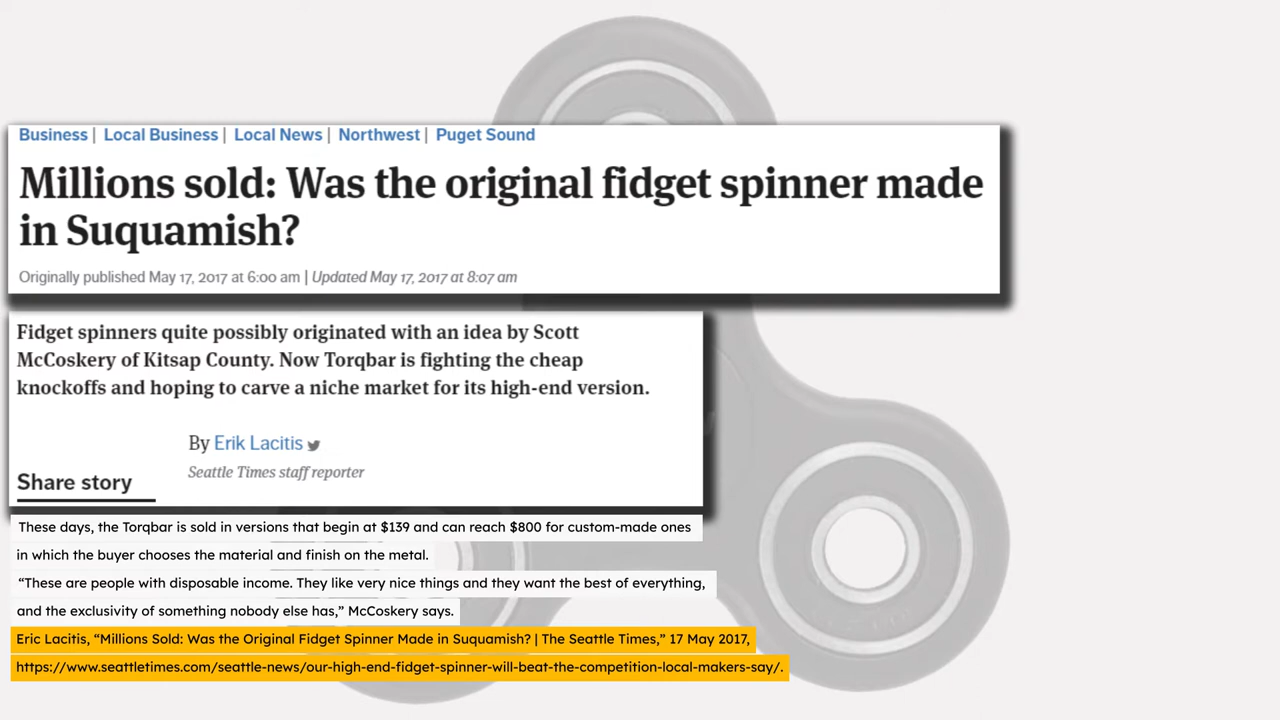 Business | Local Business | Local News | Northwest | Puget Sound
Millions sold: Was the original fidget spinner made
in Suquamish?
Originally published May 17, 2017 at 6:00 am | Updated May 17, 2017 at 8:07 am
Fidget spinners quite possibly originated with an idea by Scott
McCoskery of Kitsap County. Now Torqbar is fighting the cheap
knockoffs and hoping to carve a niche market for its high-end version.
By Erik Lacitis
Seattle Times staff reporter
Share story
These days, the Torqbar is sold in versions that begin at $139 and can reach $800 for custom-made ones
in which the buyer chooses the material and finish on the metal.
“These are people with disposable income. They like very nice things and they want the best of everything,
and the exclusivity of something nobody else has,” McCoskery says.
Eric Lacitis, “Millions Sold: Was the Original Fidget Spinner Made in Suquamish? | The Seattle Times,” 17 May 2017,
https://www.seattletimes.com/seattle-news/our-high-end-fidget-spinner-will-beat-the-competition-local-makers-say/.